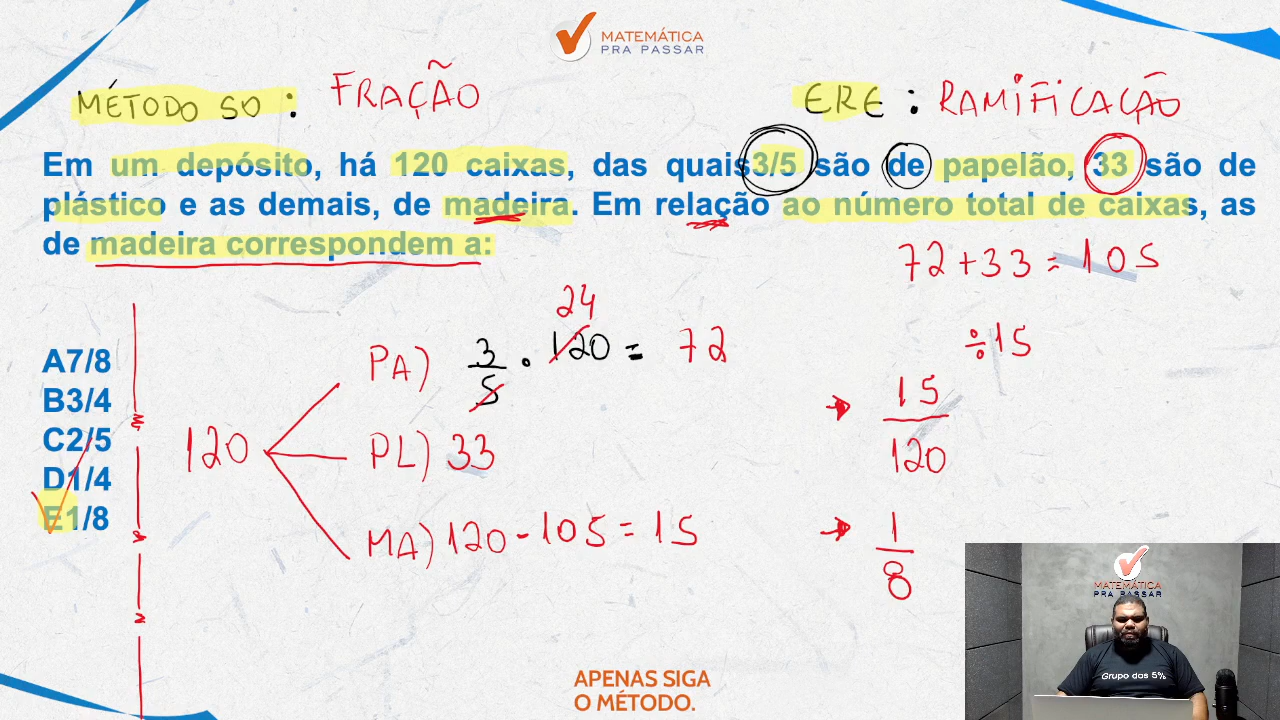 MATEMÁTICA
PRA PASSAR
MÉTODO SO : FRAÇÃO
ERE : RAMIFICAÇÃO
Em um depósito, há 120 caixas, das quais 3/5 são de papelão, 33 são de
plástico e as demais, de madeira. Em relação ao número total de caixas, as
de madeira correspondem a:
72+33=105
A7/8
B3/4
C2/5
D1/4
E1/8
120
PA) 3/5 · 120 = 72
24
PL) 33
MA) 120-105=15
÷15
15/120
1/8
MATEMÁTICA
PRA PASSAR
Grupo dos 5%
APENAS SIGA
O MÉTODO.